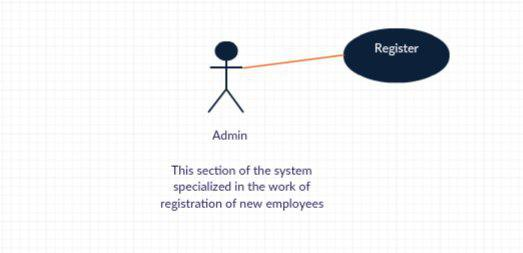 Register
Admin
This section of the system
specialized in the work of
registration of new employees